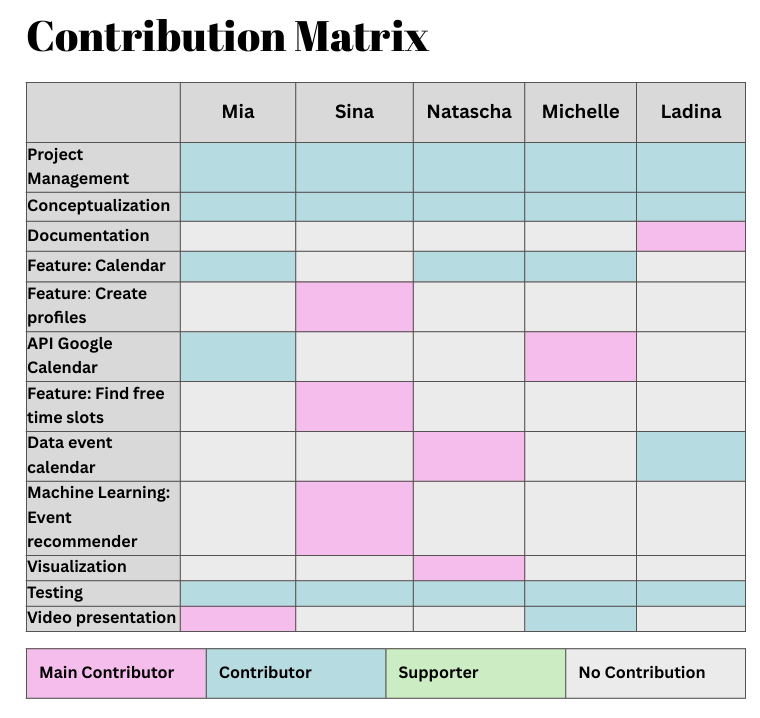 Contribution Matrix
Mia Sina Natascha Michelle Ladina
Project
Management
Conceptualization
Documentation
Feature: Calendar
Feature: Create
profiles
API Google
Calendar
Feature: Find free
time slots
Data event
calendar
Machine Learning:
Event
recommender
Visualization
Testing
Video presentation
Main Contributor Contributor Supporter No Contribution